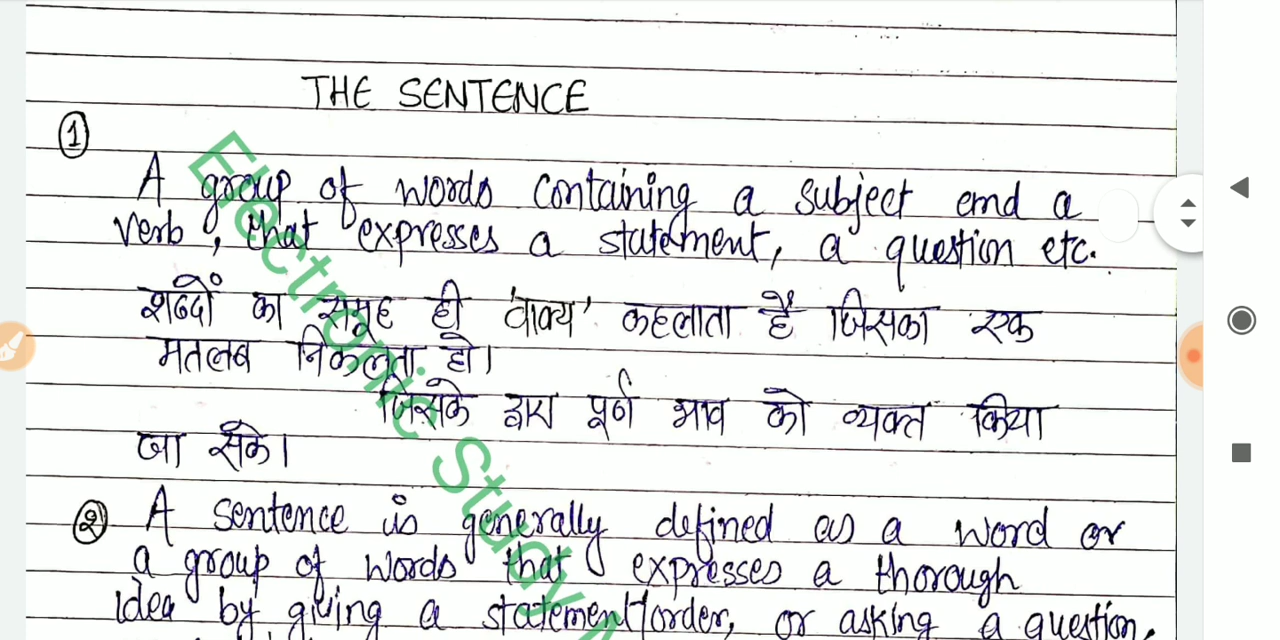 THE SENTENCE
①
A group of words containing a subject and a
verb, that expresses a statement, a question etc.
शब्दों का समूह ही 'वाक्य' कहलाता हैं जिसका एक
मतलब निकलता हो।
जिसके द्वारा पूर्ण भाव को व्यक्त किया
जा सके।
② A sentence is generally defined as a word or
a group of words that expresses a thorough
idea by giving a statement/order, or asking a question,
Electronic Study